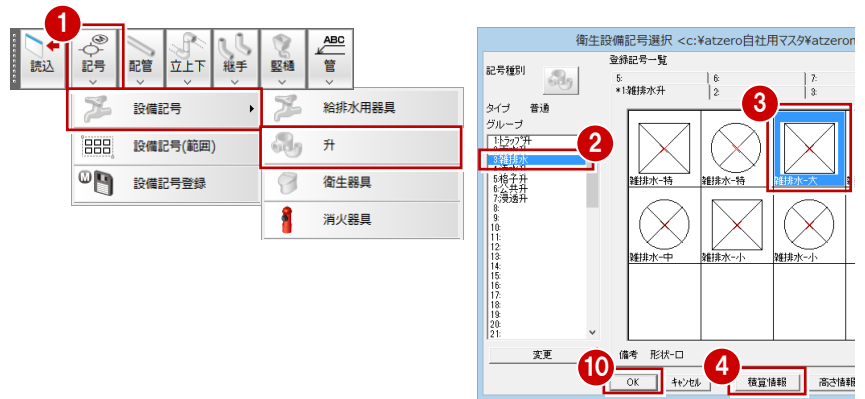 1
読込
記号
配管
立上下
継手
竪樋
ABC
管
設備記号
設備記号(範囲)
設備記号登録
給排水用器具
升
衛生器具
消火器具
衛生設備記号選択 <c:¥atzero自社用マスタ¥atzeron
記号種別
登録記号一覧
5:
6:
7:
*1:雑排水升
2:
3:
タイプ 普通
グループ
1:トラップ升
2
3:雑排水
5:格子升
6:公共升
7:浸透升
8:
9:
10:
11:
12:
13:
14:
15:
16:
17:
18:
19:
20:
21:
変更
3
雑排水-特
雑排水-特
雑排水-大
雑排水-中
雑排水-小
雑排水-小
備考 形状-ロ
10
OK
キャンセル
4
積算情報
高さ情報